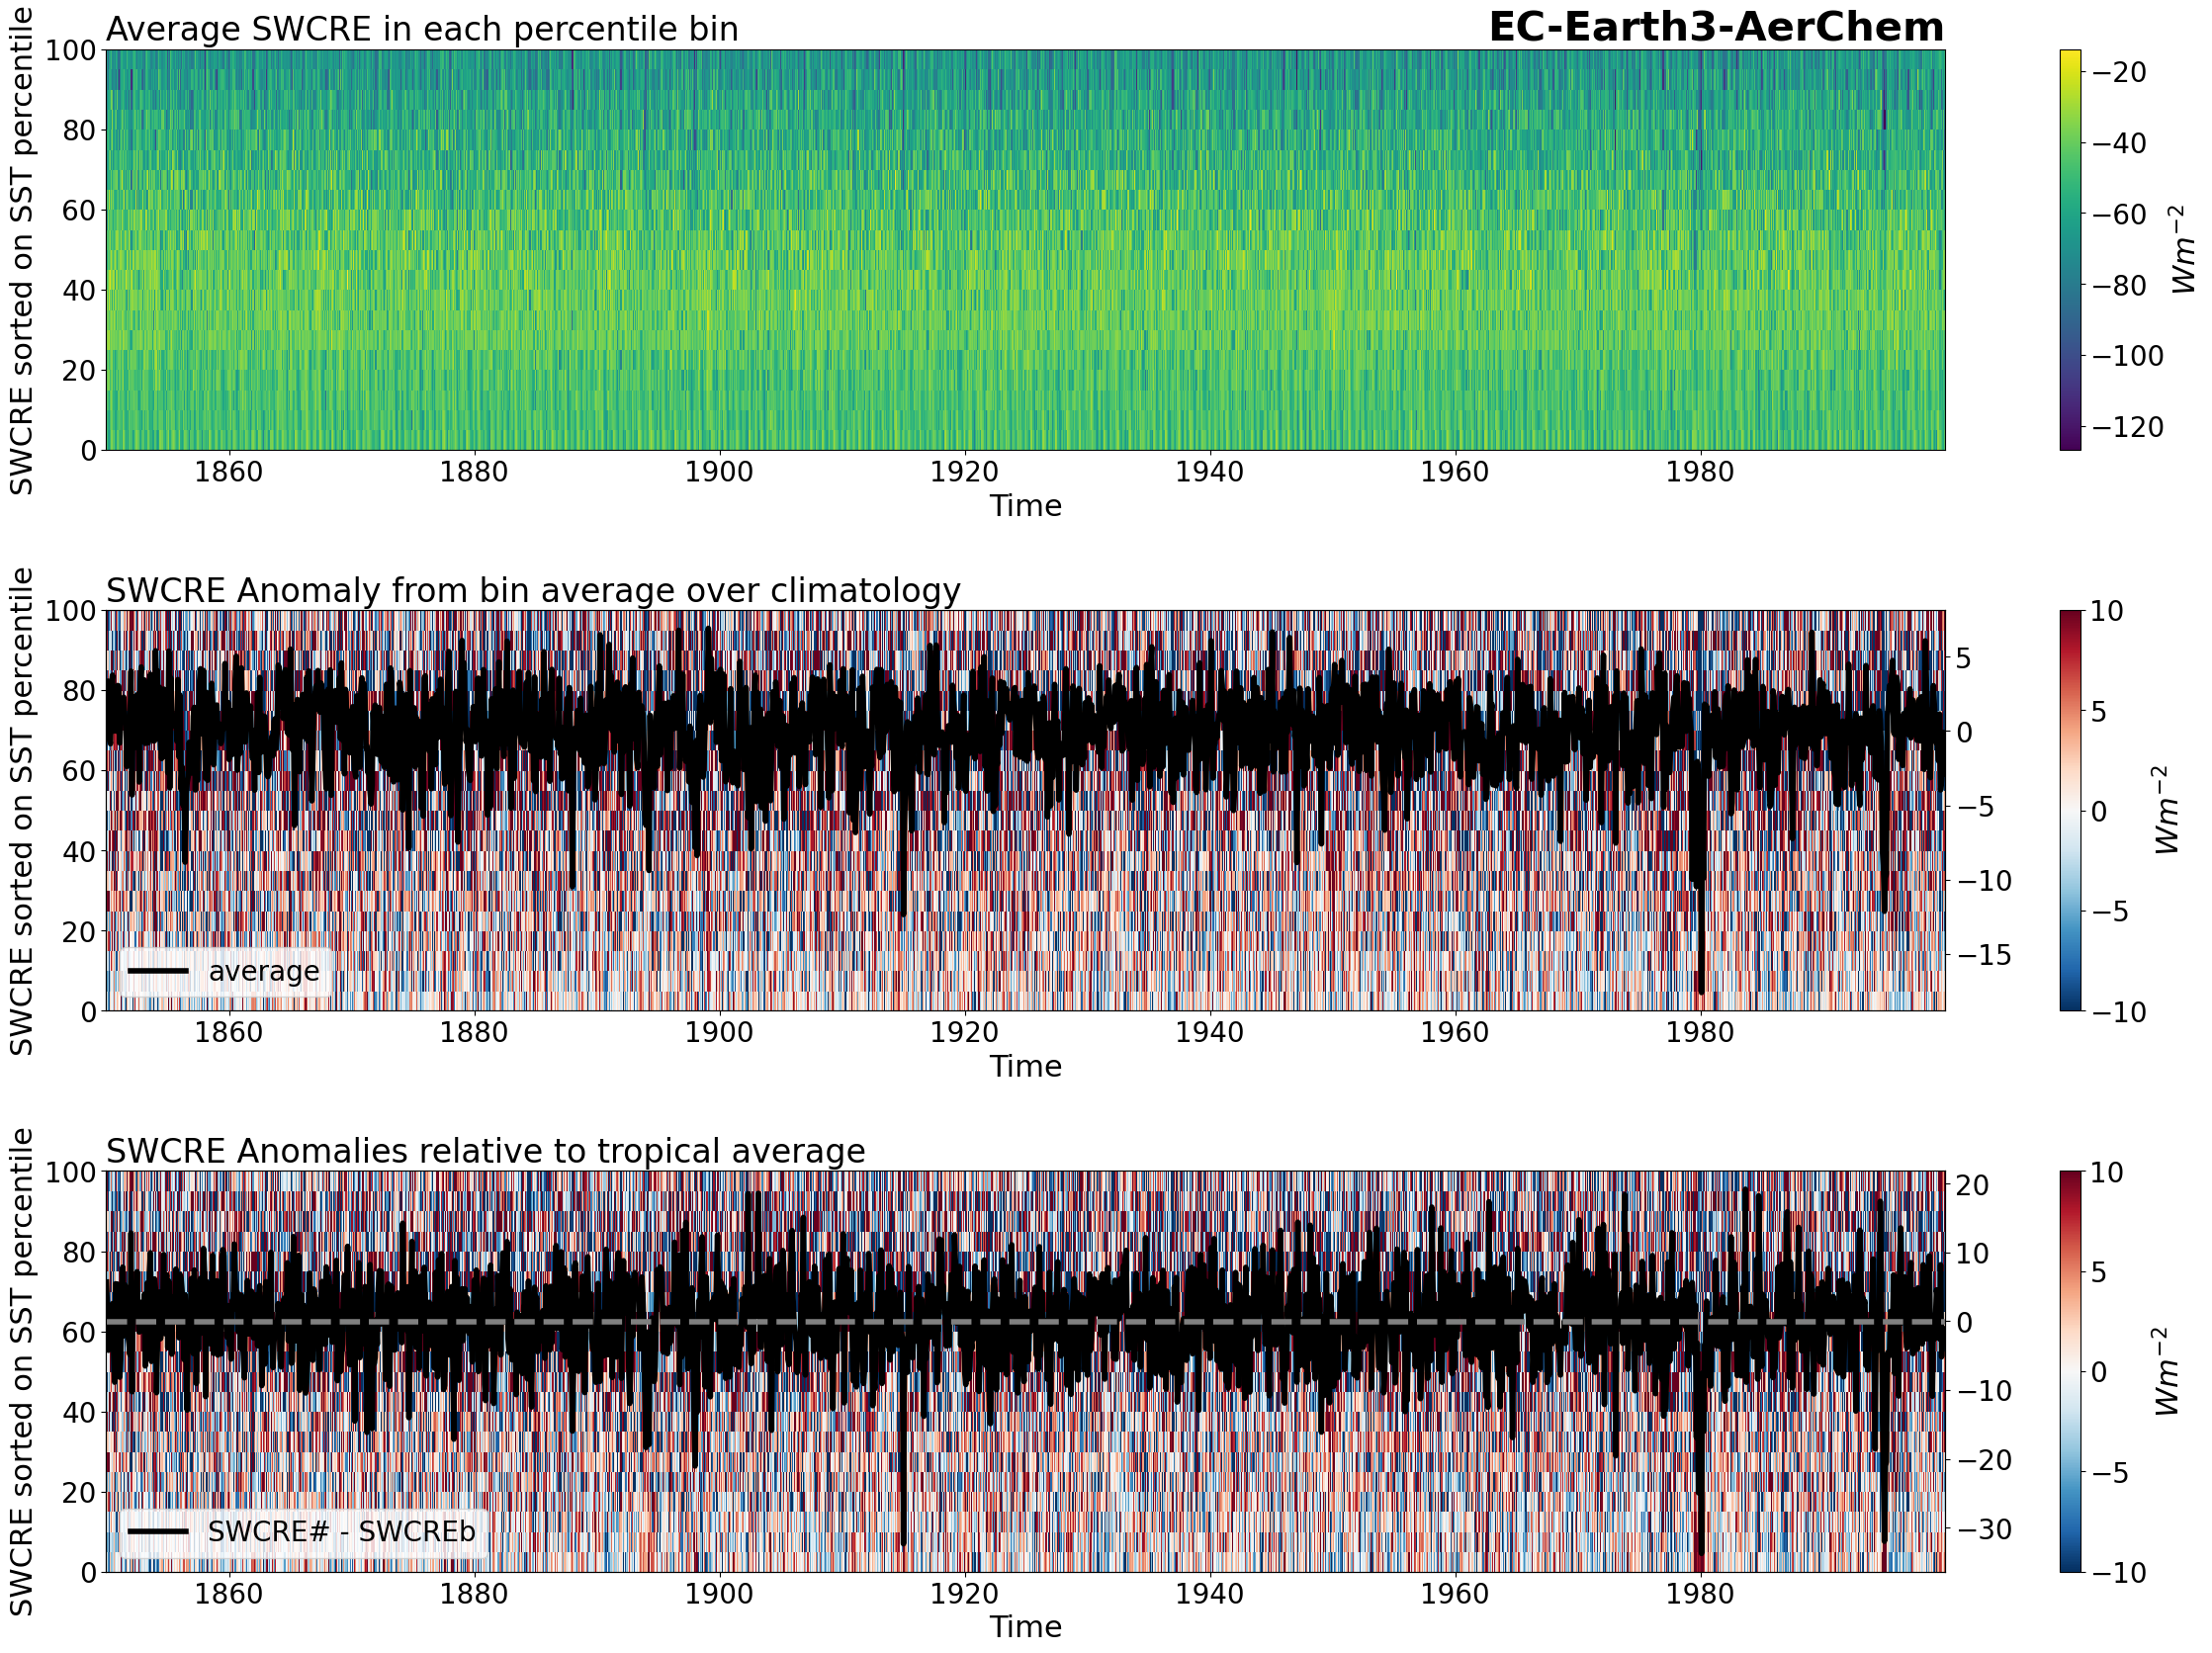 Average SWCRE in each percentile bin
EC-Earth3-AerChem
SWCRE sorted on SST percentile
100
80
60
40
20
0
1860 1880 1900 1920 1940 1960 1980
Time
−20
−40
−60
−80
−100
−120
Wm⁻²
SWCRE Anomaly from bin average over climatology
SWCRE sorted on SST percentile
100
80
60
40
20
0
average
5
0
−5
−10
−15
1860 1880 1900 1920 1940 1960 1980
Time
10
5
0
−5
−10
Wm⁻²
SWCRE Anomalies relative to tropical average
SWCRE sorted on SST percentile
100
80
60
40
20
0
SWCRE# - SWCREb
20
10
0
−10
−20
−30
1860 1880 1900 1920 1940 1960 1980
Time
10
5
0
−5
−10
Wm⁻²